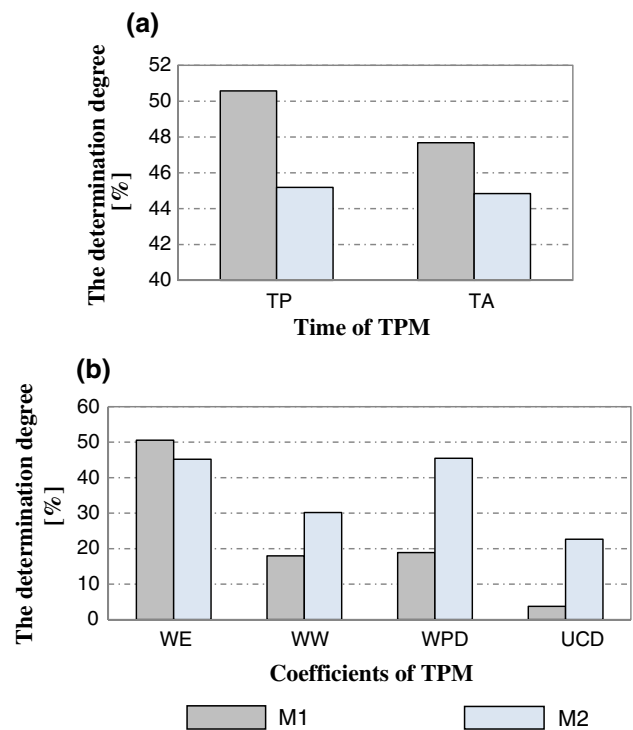 (a)
The determination degree
[%]
52
50
48
46
44
42
40
TP TA
Time of TPM
(b)
The determination degree
[%]
60
50
40
30
20
10
0
WE WW WPD UCD
Coefficients of TPM
M1 M2